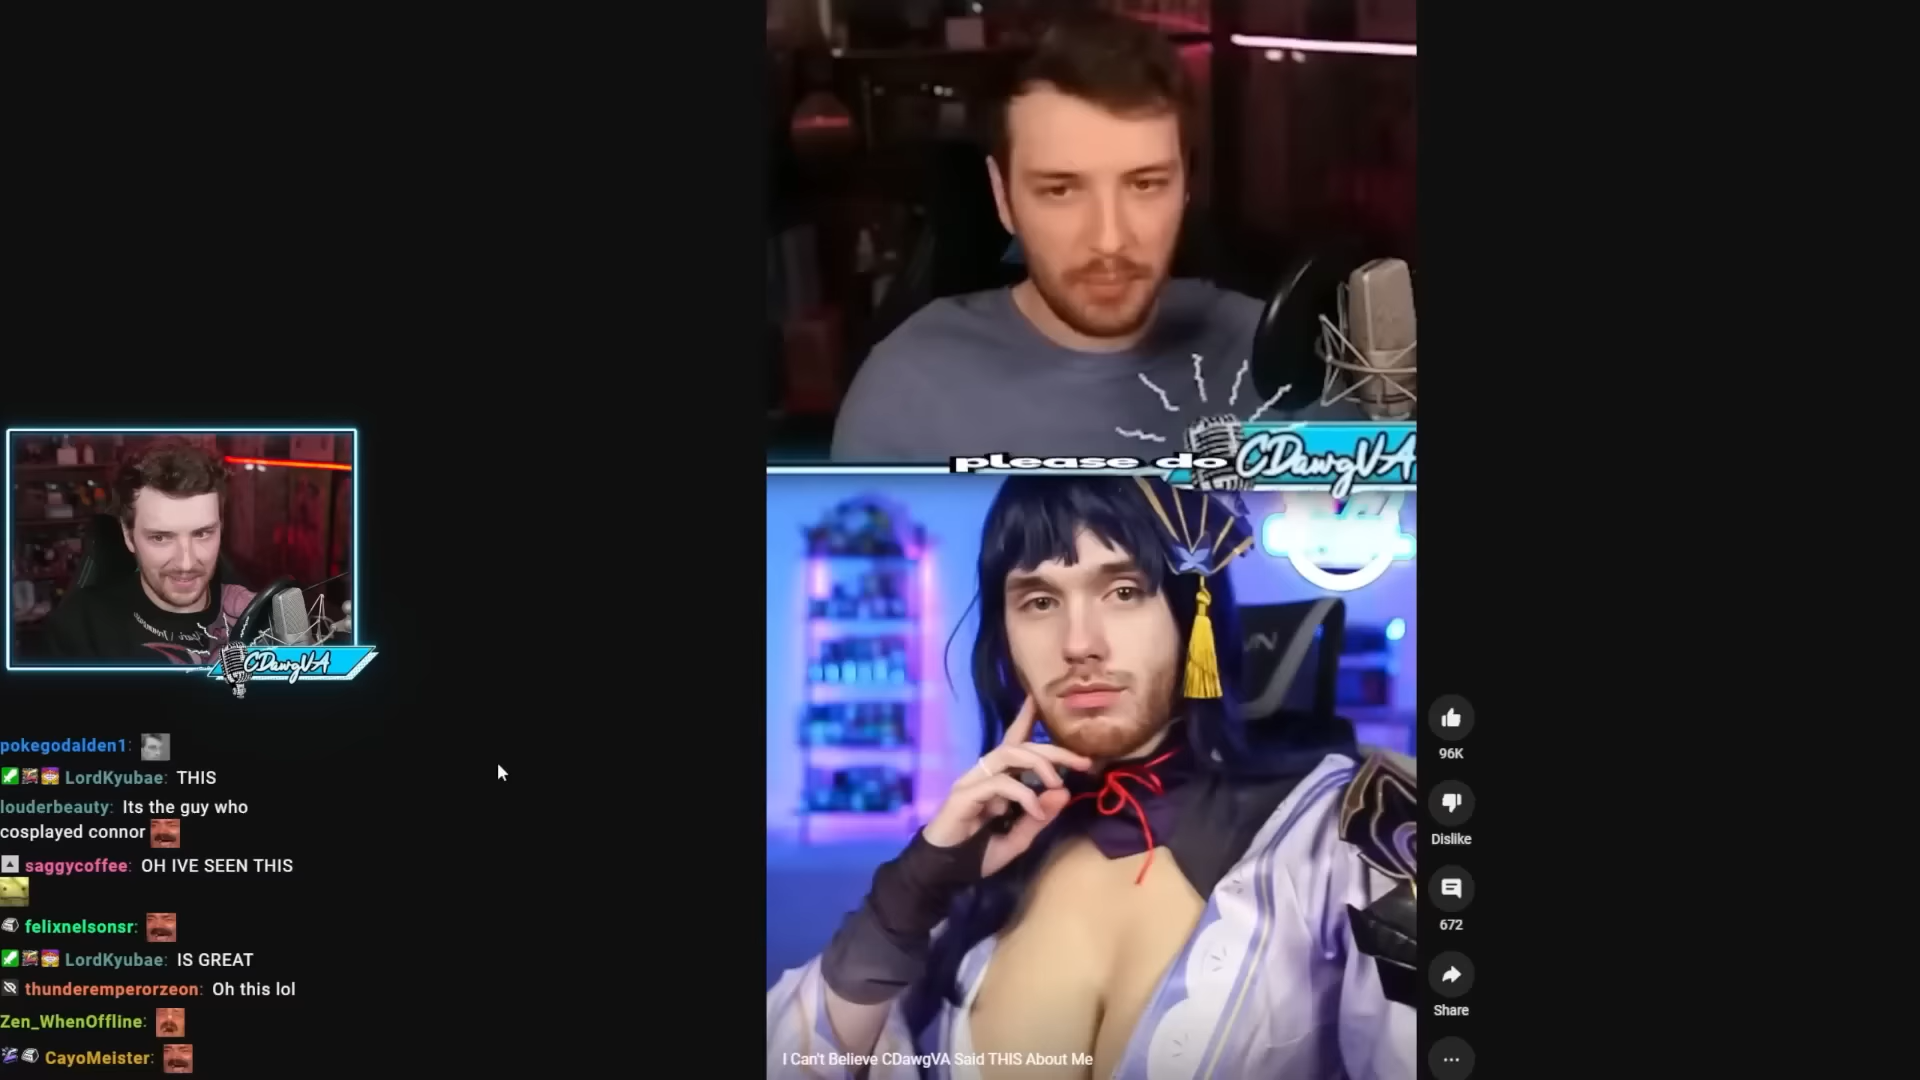 please do
CDawgVA
CDawgVA
pokegodalden1:
LordKyubae: THIS
louderbeauty: Its the guy who
cosplayed connor
saggycoffee: OH IVE SEEN THIS
felixnelsonsr:
LordKyubae: IS GREAT
thunderemperorzeon: Oh this lol
Zen_WhenOffline:
CayoMeister:
I Can't Believe CDawgVA Said THIS About Me
96K
Dislike
672
Share